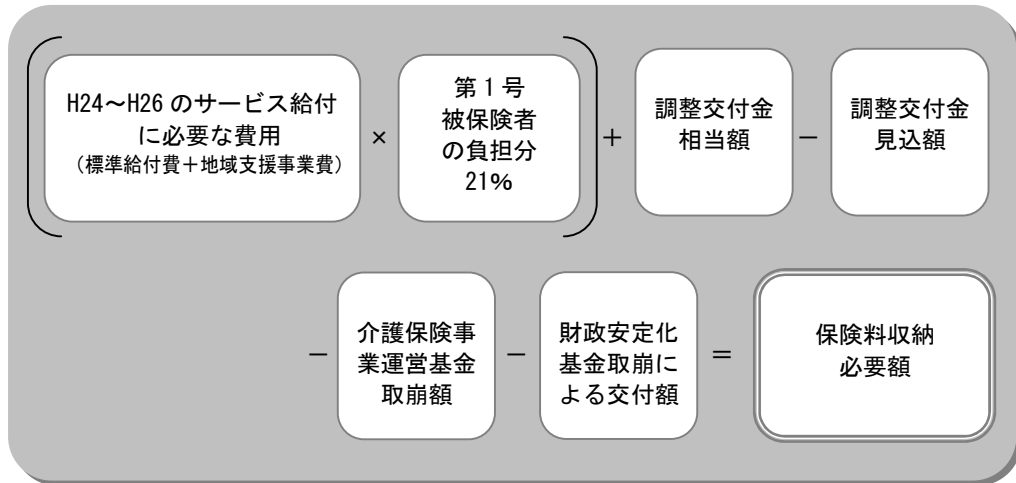 H24～H26 のサービス給付
に必要な費用
（標準給付費＋地域支援事業費）
×
第1号
被保険者
の負担分
21%
＋
調整交付金
相当額
－
調整交付金
見込額
－
介護保険事
業運営基金
取崩額
－
財政安定化
基金取崩に
よる交付額
＝
保険料収納
必要額